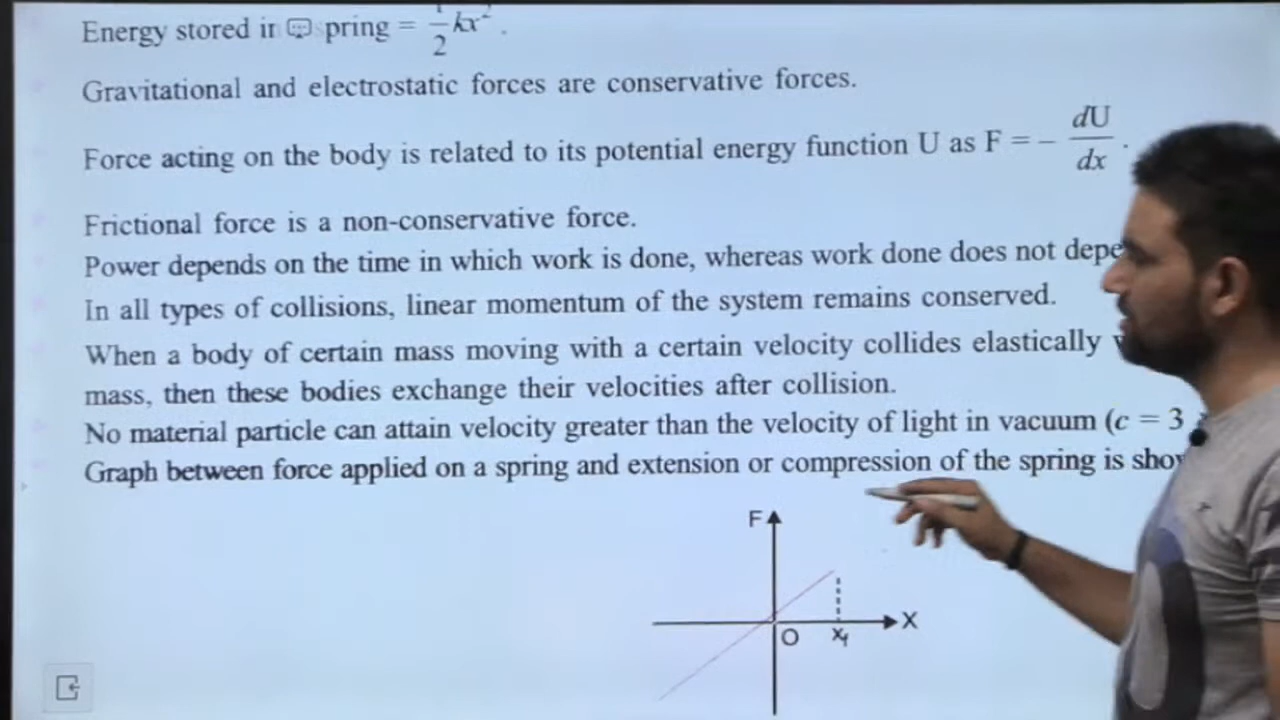 Energy stored in pring = 1/2 kx² .
Gravitational and electrostatic forces are conservative forces.
Force acting on the body is related to its potential energy function U as F = − dU/dx .
Frictional force is a non-conservative force.
Power depends on the time in which work is done, whereas work done does not depe
In all types of collisions, linear momentum of the system remains conserved.
When a body of certain mass moving with a certain velocity collides elastically
mass, then these bodies exchange their velocities after collision.
No material particle can attain velocity greater than the velocity of light in vacuum (c = 3
Graph between force applied on a spring and extension or compression of the spring is sho
F
X
O
x₁